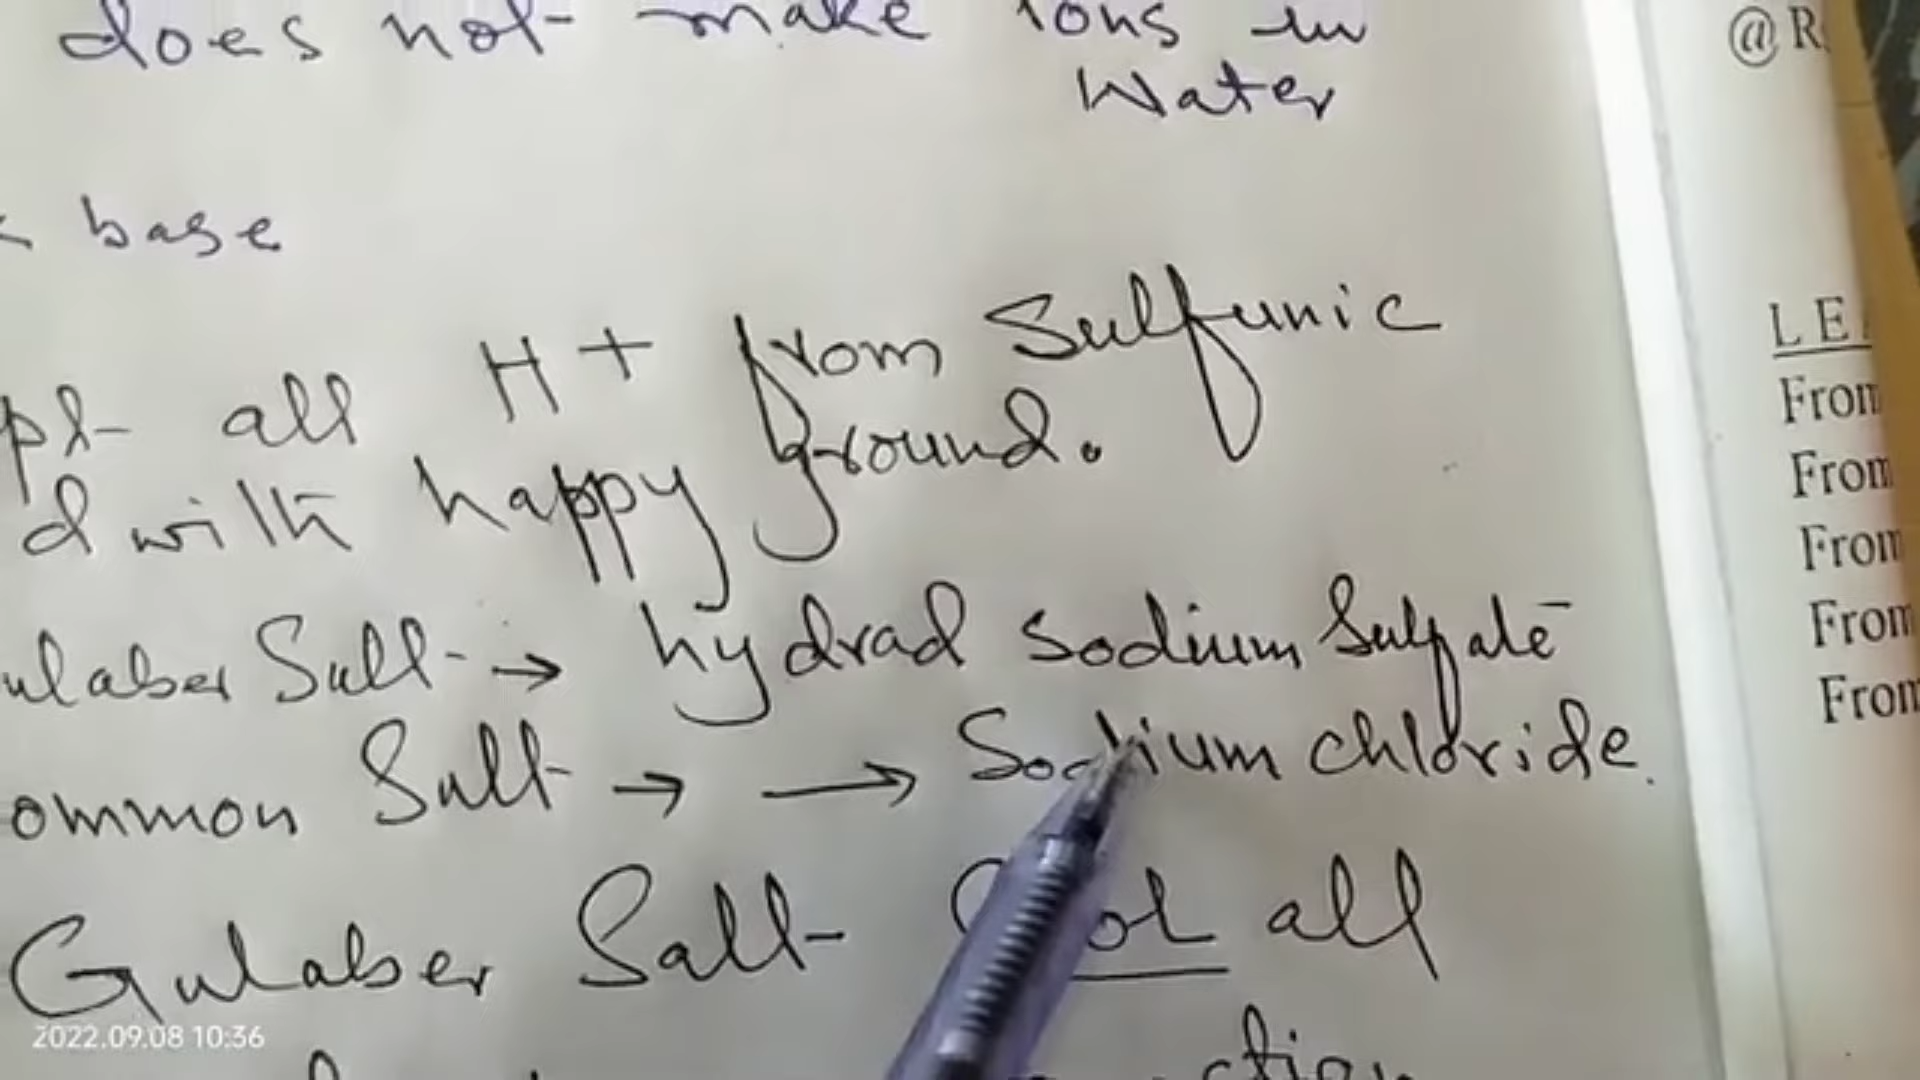 does not make ions in
Water
base
all H+ from Sulfunic
d with happy ground.
ulaber Salt → hydrad sodium Sulfate
ommon Salt → → Sodium chloride.
Gulaber Salt all
2022.09.08 10:36
@ R
LE
From
From
From
From
From